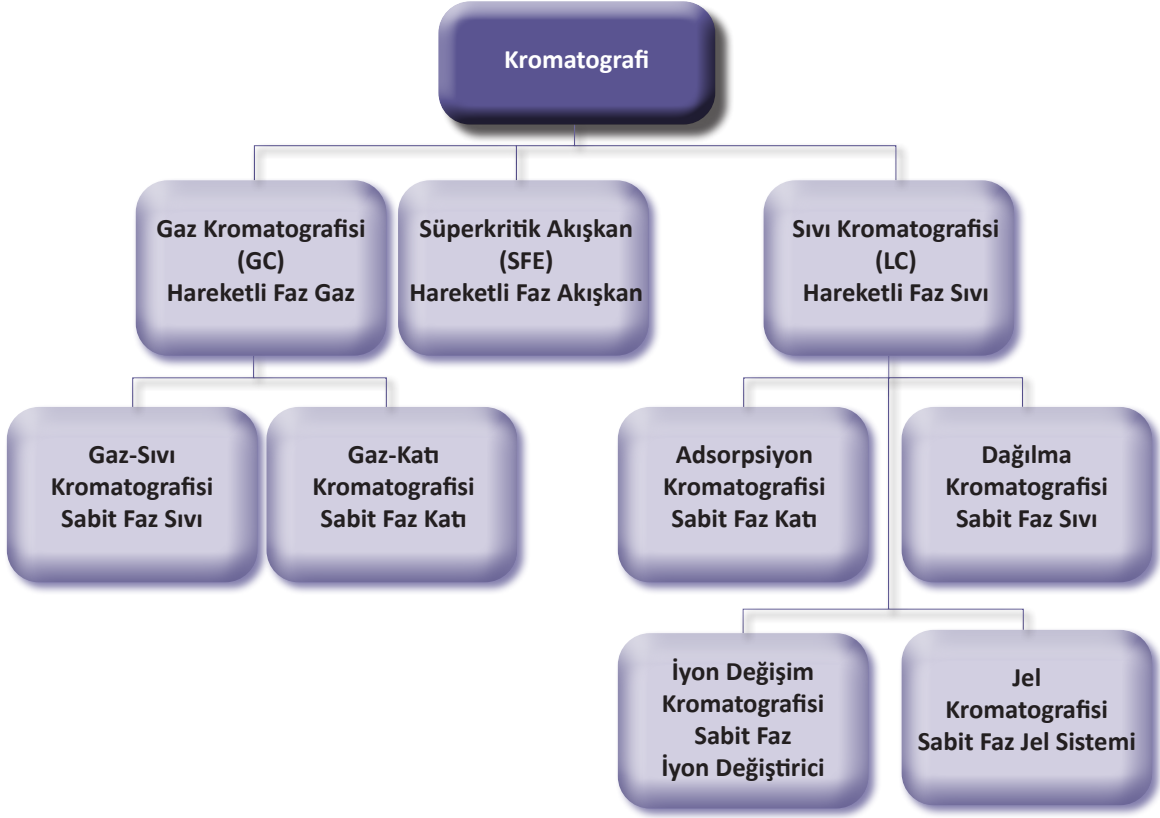 Kromatografi
Gaz Kromatografisi
(GC)
Hareketli Faz Gaz
Süperkritik Akışkan
(SFE)
Hareketli Faz Akışkan
Sıvı Kromatografisi
(LC)
Hareketli Faz Sıvı
Gaz-Sıvı
Kromatografisi
Sabit Faz Sıvı
Gaz-Katı
Kromatografisi
Sabit Faz Katı
Adsorpsiyon
Kromatografisi
Sabit Faz Katı
Dağılma
Kromatografisi
Sabit Faz Sıvı
İyon Değişim
Kromatografisi
Sabit Faz
İyon Değiştirici
Jel
Kromatografisi
Sabit Faz Jel Sistemi